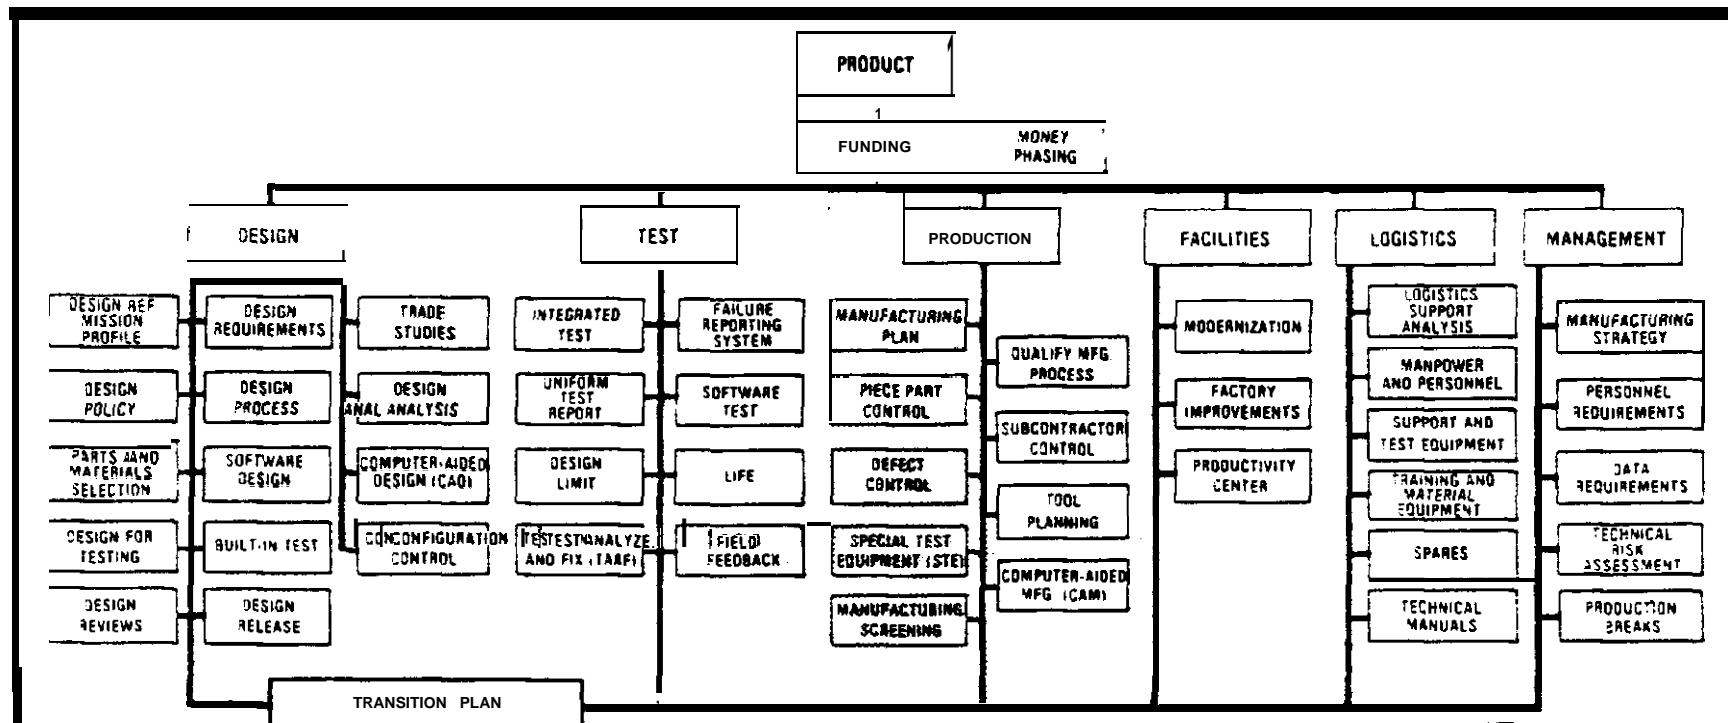 PRODUCT
1
FUNDING
MONEY
PHASING
DESIGN
TEST
PRODUCTION
FACILITIES
LOGISTICS
MANAGEMENT
DESIGN REF
MISSION
PROFILE
DESIGN
REQUIREMENTS
TRADE
STUDIES
DESIGN
POLICY
DESIGN
PROCESS
DESIGN
ANAL ANALYSIS
PARTS AAND
MATERIALS
SELECTION
SOFTWARE
DESIGN
COMPUTER-AIDED
DESIGN (CAD)
DESIGN FOR
TESTING
BUILT-IN TEST
CONCONFIGURATION
CONTROL
DESIGN
REVIEWS
DESIGN
RELEASE
INTEGRATED
TEST
FAILURE
REPORTING
SYSTEM
UNIFORM
TEST
REPORT
SOFTWARE
TEST
DESIGN
LIMIT
LIFE
TESTEST-ANALYZE
AND FIX (TAAF)
FIELD
FEEDBACK
MANUFACTURING
PLAN
QUALIFY MFG
PROCESS
PIECE PART
CONTROL
SUBCONTRACTOR
CONTROL
DEFECT
CONTROL
TOOL
PLANNING
SPECIAL TEST
EQUIPMENT (STE)
COMPUTER-AIDED
MFG (CAM)
MANUFACTURING
SCREENING
MODERNIZATION
FACTORY
IMPROVEMENTS
PRODUCTIVITY
CENTER
LOGISTICS
SUPPORT
ANALYSIS
MANPOWER
AND PERSONNEL
SUPPORT AND
TEST EQUIPMENT
TRAINING AND
MATERIAL
EQUIPMENT
SPARES
TECHNICAL
MANUALS
MANUFACTURING
STRATEGY
PERSONNEL
REQUIREMENTS
DATA
REQUIREMENTS
TECHNICAL
RISK
ASSESSMENT
PRODUCTION
BREAKS
TRANSITION PLAN